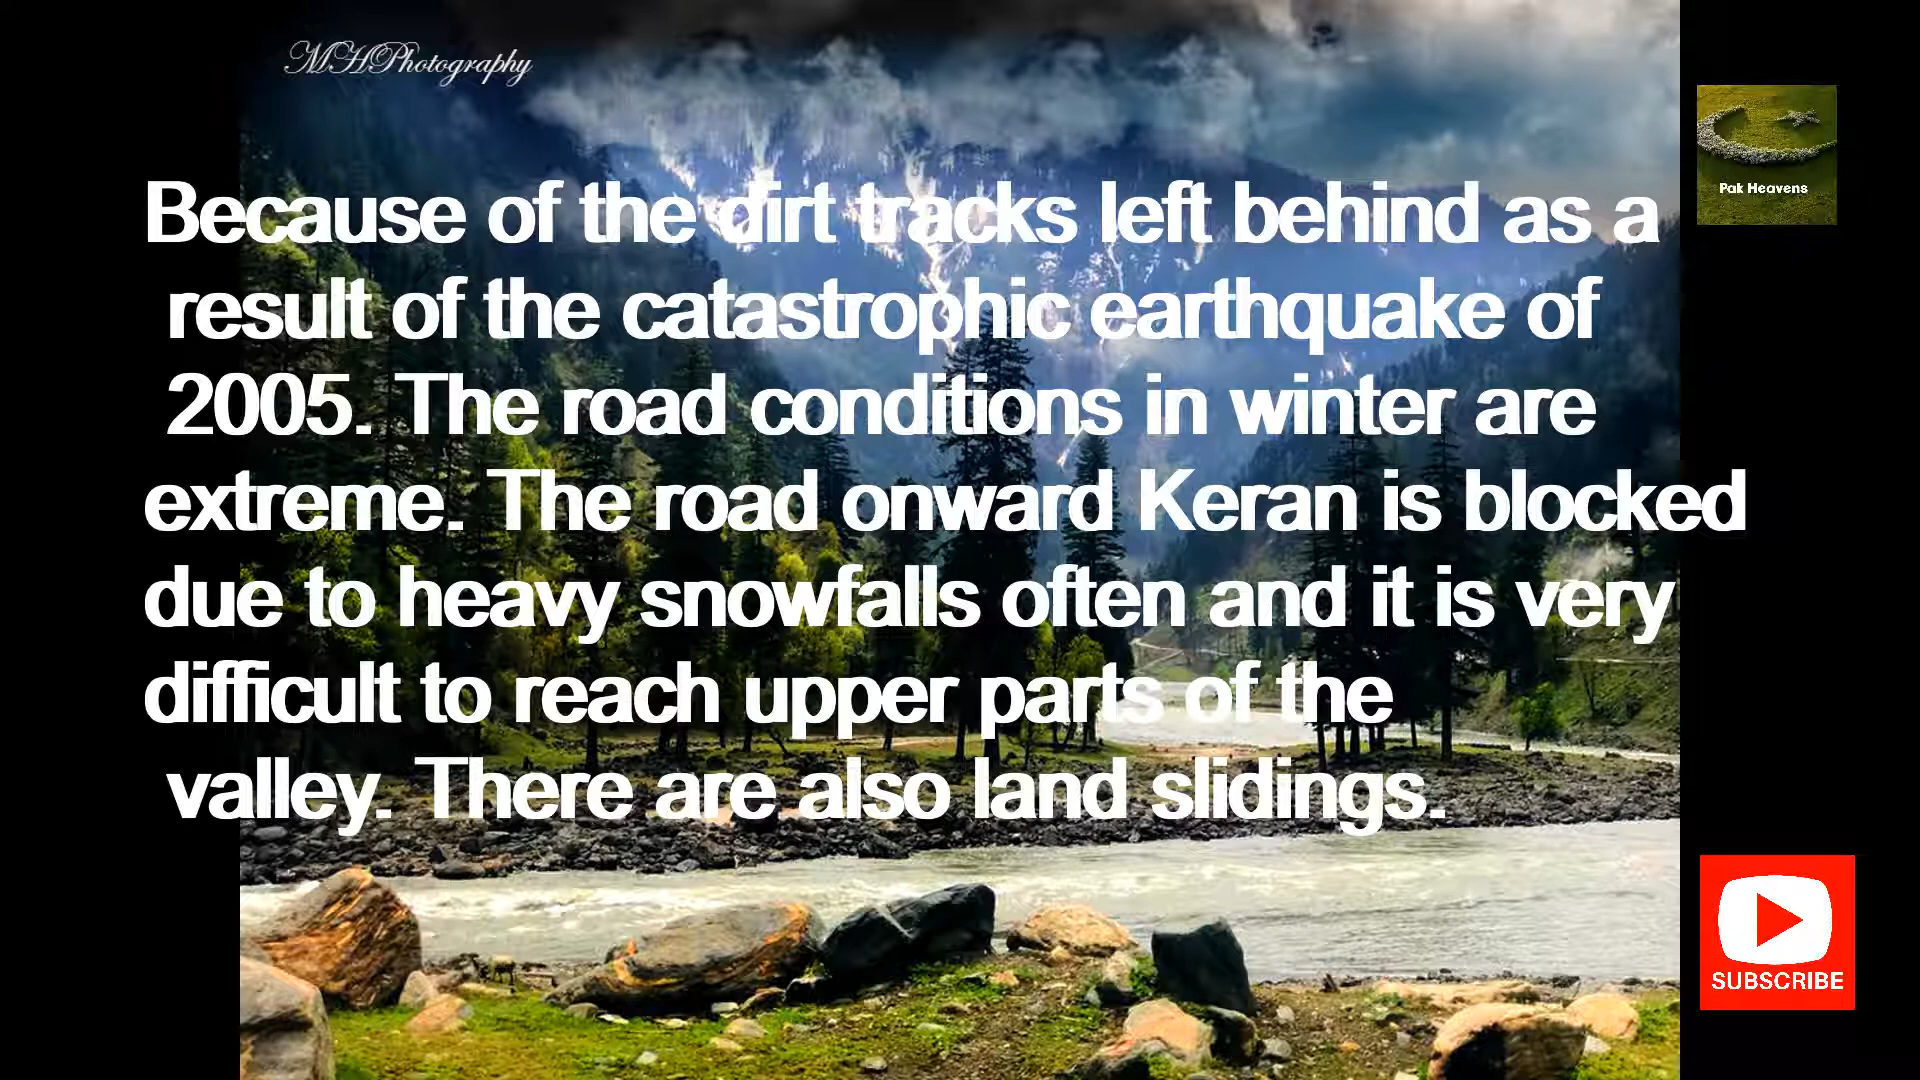 MHPhotography
Pak Heavens
Because of the dirt tracks left behind as a
result of the catastrophic earthquake of
2005. The road conditions in winter are
extreme. The road onward Keran is blocked
due to heavy snowfalls often and it is very
difficult to reach upper parts of the
valley. There are also land slidings.
SUBSCRIBE